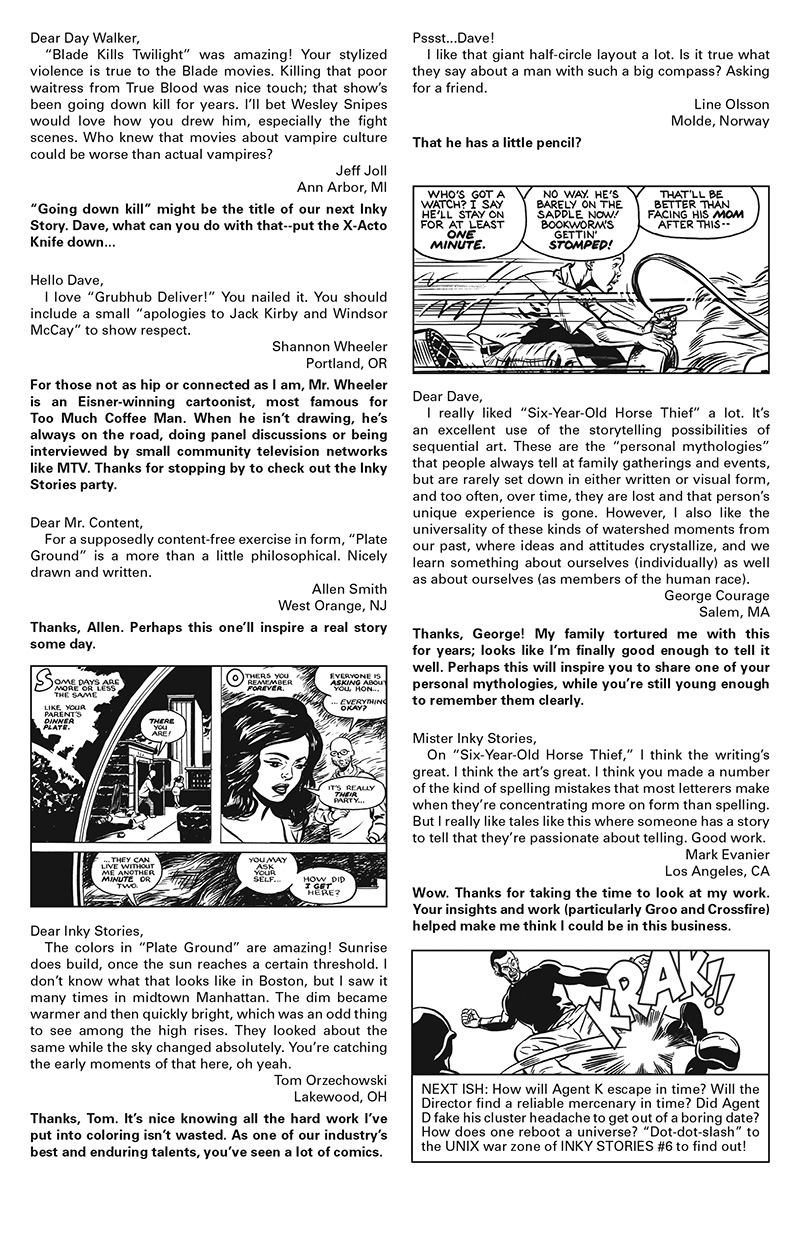 Dear Day Walker,
“Blade Kills Twilight” was amazing! Your stylized
violence is true to the Blade movies. Killing that poor
waitress from True Blood was nice touch; that show’s
been going down kill for years. I’ll bet Wesley Snipes
would love how you drew him, especially the fight
scenes. Who knew that movies about vampire culture
could be worse than actual vampires?
Jeff Joll
Ann Arbor, MI
“Going down kill” might be the title of our next Inky
Story. Dave, what can you do with that--put the X-Acto
Knife down...
Hello Dave,
I love “Grubhub Deliver!” You nailed it. You should
include a small “apologies to Jack Kirby and Windsor
McCay” to show respect.
Shannon Wheeler
Portland, OR
For those not as hip or connected as I am, Mr. Wheeler
is an Eisner-winning cartoonist, most famous for
Too Much Coffee Man. When he isn’t drawing, he’s
always on the road, doing panel discussions or being
interviewed by small community television networks
like MTV. Thanks for stopping by to check out the Inky
Stories party.
Dear Mr. Content,
For a supposedly content-free exercise in form, “Plate
Ground” is a more than a little philosophical. Nicely
drawn and written.
Allen Smith
West Orange, NJ
Thanks, Allen. Perhaps this one’ll inspire a real story
some day.
SOME DAYS ARE
MORE OR LESS
THE SAME
LIKE YOUR
PARENT'S
DINNER
PLATE.
THERE
YOU
ARE!
OTHERS YOU
REMEMBER
FOREVER.
EVERYONE IS
ASKING ABOUT
YOU, HON...
... EVERYTHING
OKAY?
IT'S REALLY
THEIR
PARTY...
...THEY CAN
LIVE WITHOUT
ME ANOTHER
MINUTE OR
TWO.
YOU MAY
ASK
YOUR
SELF...
HOW DID
I GET
HERE?
Dear Inky Stories,
The colors in “Plate Ground” are amazing! Sunrise
does build, once the sun reaches a certain threshold. I
don’t know what that looks like in Boston, but I saw it
many times in midtown Manhattan. The dim became
warmer and then quickly bright, which was an odd thing
to see among the high rises. They looked about the
same while the sky changed absolutely. You’re catching
the early moments of that here, oh yeah.
Tom Orzechowski
Lakewood, OH
Thanks, Tom. It’s nice knowing all the hard work I’ve
put into coloring isn’t wasted. As one of our industry’s
best and enduring talents, you’ve seen a lot of comics.
Pssst...Dave!
I like that giant half-circle layout a lot. Is it true what
they say about a man with such a big compass? Asking
for a friend.
Line Olsson
Molde, Norway
That he has a little pencil?
WHO'S GOT A
WATCH? I SAY
HE'LL STAY ON
FOR AT LEAST
ONE
MINUTE.
NO WAY. HE'S
BARELY ON THE
SADDLE NOW!
BOOKWORM'S
GETTIN'
STOMPED!
THAT'LL BE
BETTER THAN
FACING HIS MOM
AFTER THIS--
Dear Dave,
I really liked “Six-Year-Old Horse Thief” a lot. It’s
an excellent use of the storytelling possibilities of
sequential art. These are the “personal mythologies”
that people always tell at family gatherings and events,
but are rarely set down in either written or visual form,
and too often, over time, they are lost and that person’s
unique experience is gone. However, I also like the
universality of these kinds of watershed moments from
our past, where ideas and attitudes crystallize, and we
learn something about ourselves (individually) as well
as about ourselves (as members of the human race).
George Courage
Salem, MA
Thanks, George! My family tortured me with this
for years; looks like I’m finally good enough to tell it
well. Perhaps this will inspire you to share one of your
personal mythologies, while you’re still young enough
to remember them clearly.
Mister Inky Stories,
On “Six-Year-Old Horse Thief,” I think the writing’s
great. I think the art’s great. I think you made a number
of the kind of spelling mistakes that most letterers make
when they’re concentrating more on form than spelling.
But I really like tales like this where someone has a story
to tell that they’re passionate about telling. Good work.
Mark Evanier
Los Angeles, CA
Wow. Thanks for taking the time to look at my work.
Your insights and work (particularly Groo and Crossfire)
helped make me think I could be in this business.
KRAK!!
NEXT ISH: How will Agent K escape in time? Will the
Director find a reliable mercenary in time? Did Agent
D fake his cluster headache to get out of a boring date?
How does one reboot a universe? “Dot-dot-slash” to
the UNIX war zone of INKY STORIES #6 to find out!